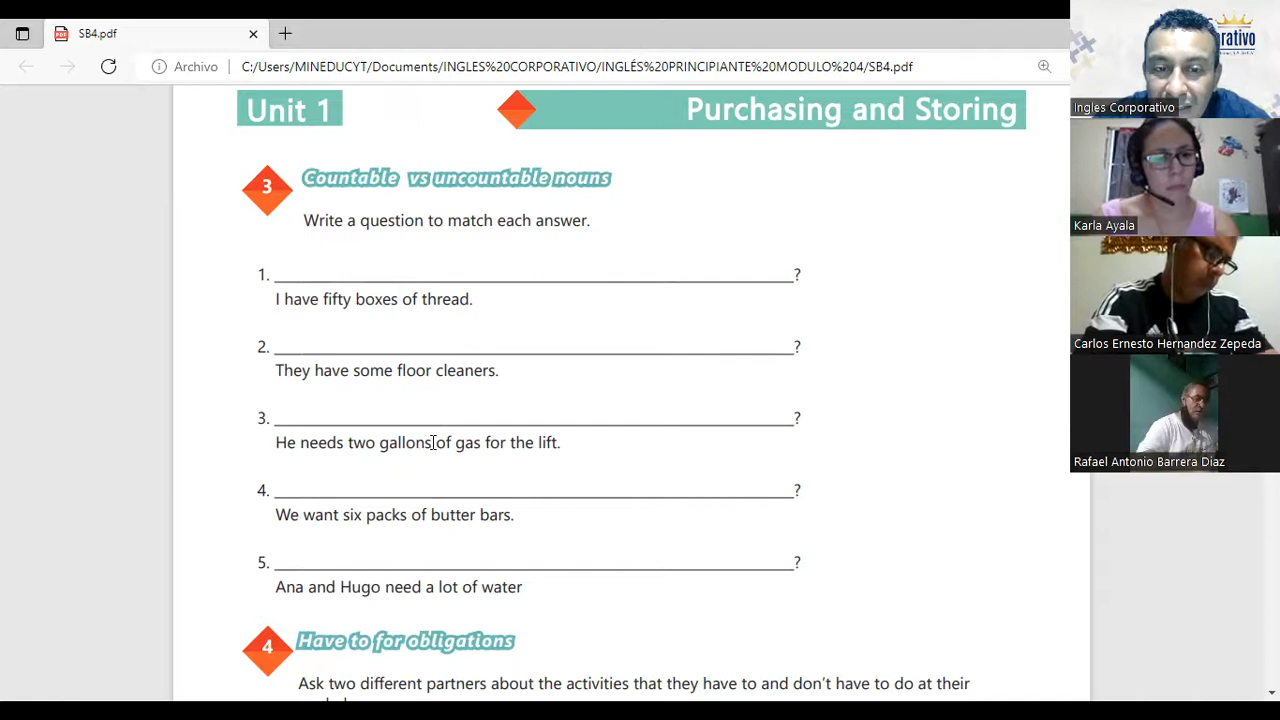 SB4.pdf
Archivo
C:/Users/MINEDUCYT/Documents/INGLES%20CORPORATIVO/INGLÉS%20PRINCIPIANTE%20MODULO%204/SB4.pdf
Unit 1
Purchasing and Storing
3
Countable vs uncountable nouns
Write a question to match each answer.
1. ______________________________?
I have fifty boxes of thread.
2. ______________________________?
They have some floor cleaners.
3. ______________________________?
He needs two gallons of gas for the lift.
4. ______________________________?
We want six packs of butter bars.
5. ______________________________?
Ana and Hugo need a lot of water
4
Have to for obligations
Ask two different partners about the activities that they have to and don't have to do at their
Ingles Corporativo
Karla Ayala
Carlos Ernesto Hernandez Zepeda
Rafael Antonio Barrera Diaz